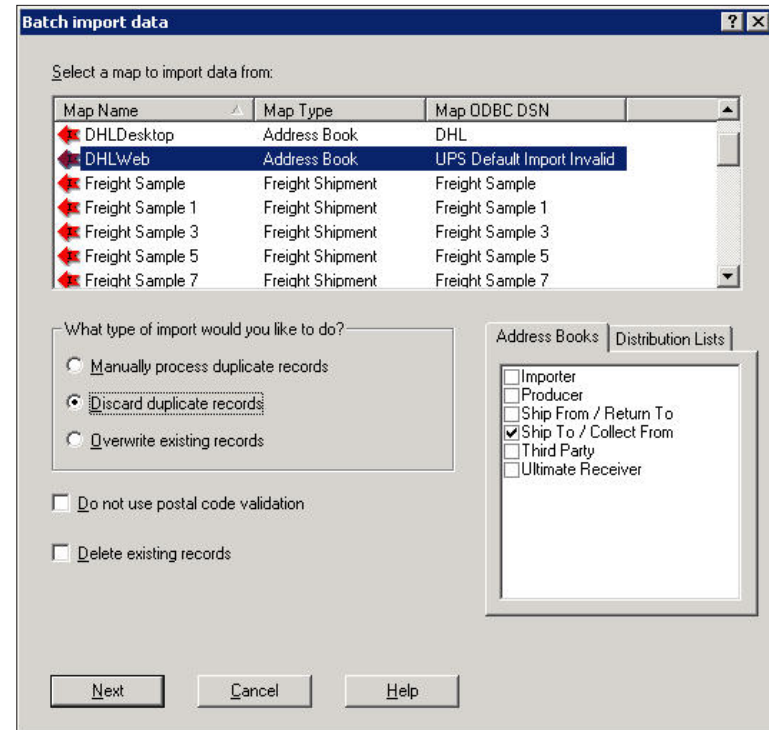 Batch import data
Select a map to import data from:
Map Name Map Type Map ODBC DSN
DHLDesktop Address Book DHL
DHLWeb Address Book UPS Default Import Invalid
Freight Sample Freight Shipment Freight Sample
Freight Sample 1 Freight Shipment Freight Sample 1
Freight Sample 3 Freight Shipment Freight Sample 3
Freight Sample 5 Freight Shipment Freight Sample 5
Freight Sample 7 Freight Shipment Freight Sample 7
What type of import would you like to do?
Manually process duplicate records
Discard duplicate records
Overwrite existing records
Do not use postal code validation
Delete existing records
Address Books Distribution Lists
Importer
Producer
Ship From / Return To
Ship To / Collect From
Third Party
Ultimate Receiver
Next Cancel Help